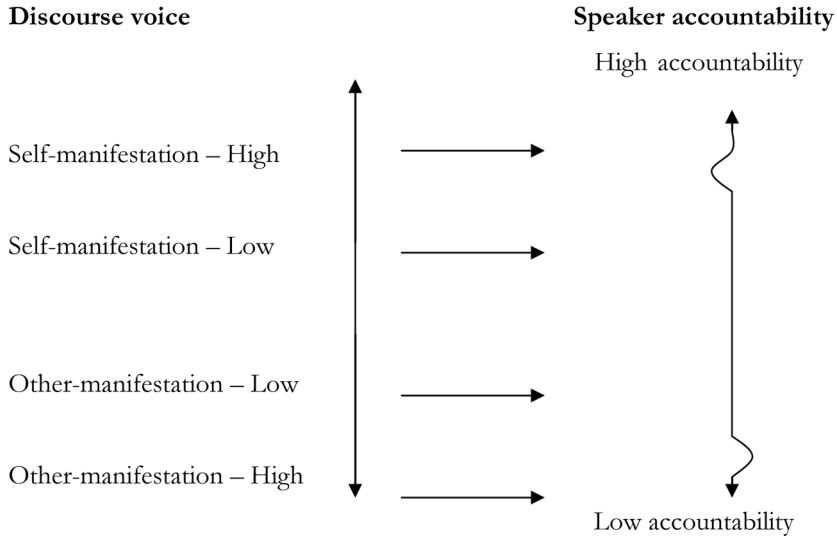 Discourse voice
Speaker accountability
High accountability
Self-manifestation – High
Self-manifestation – Low
Other-manifestation – Low
Other-manifestation – High
Low accountability